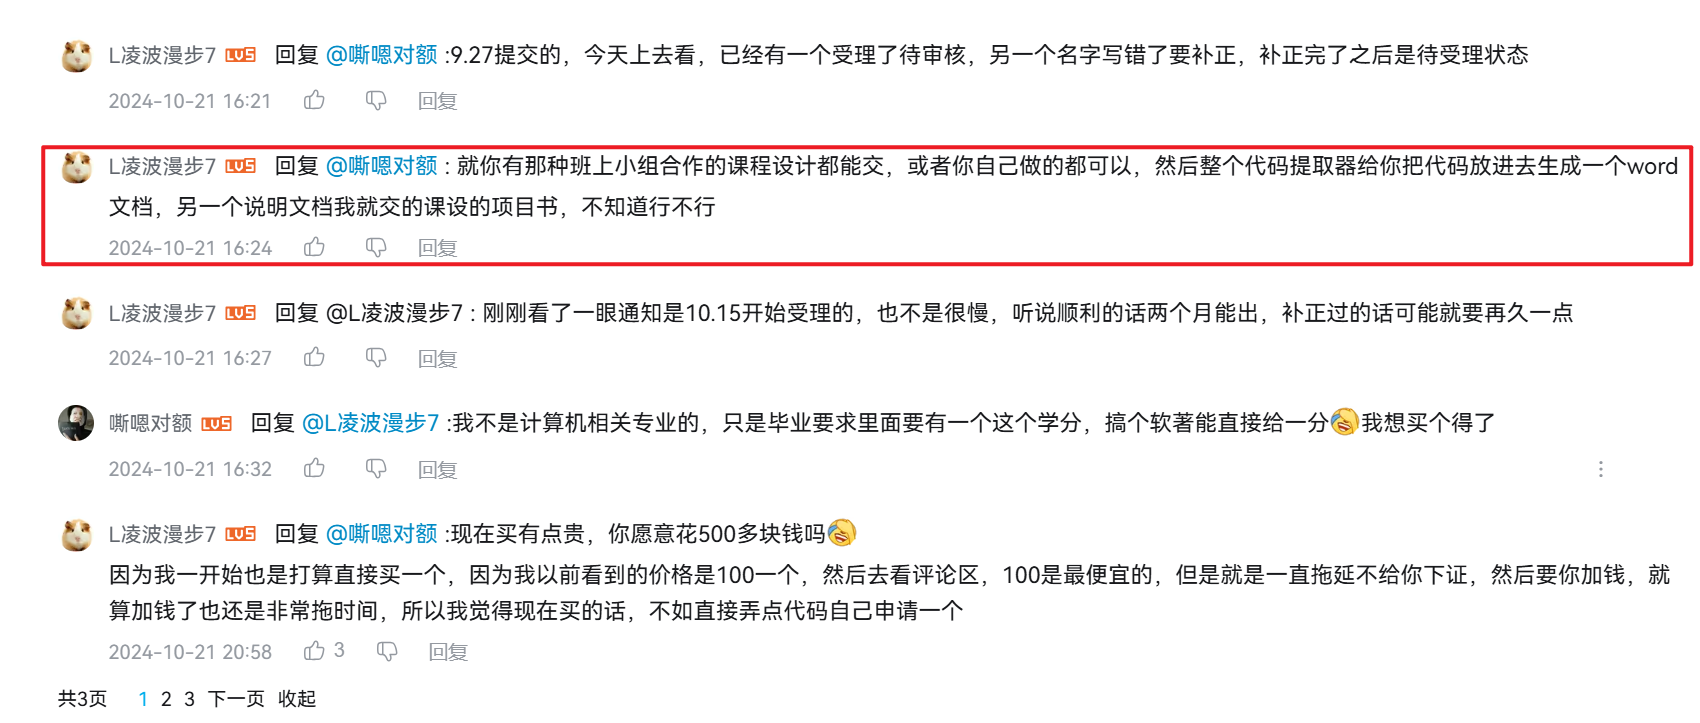 L凌波漫步7 LV5 回复 @嘶嗯对额 :9.27提交的，今天上去看，已经有一个受理了待审核，另一个名字写错了要补正，补正完了之后是待受理状态
2024-10-21 16:21 回复
L凌波漫步7 LV5 回复 @嘶嗯对额 : 就你有那种班上小组合作的课程设计都能交，或者你自己做的都可以，然后整个代码提取器给你把代码放进去生成一个word
文档，另一个说明文档我就交的课设的项目书，不知道行不行
2024-10-21 16:24 回复
L凌波漫步7 LV5 回复 @L凌波漫步7 : 刚刚看了一眼通知是10.15开始受理的，也不是很慢，听说顺利的话两个月能出，补正过的话可能就要再久一点
2024-10-21 16:27 回复
嘶嗯对额 LV5 回复 @L凌波漫步7 :我不是计算机相关专业的，只是毕业要求里面要有一个这个学分，搞个软著能直接给一分我想买个得了
2024-10-21 16:32 回复
L凌波漫步7 LV5 回复 @嘶嗯对额 :现在买有点贵，你愿意花500多块钱吗
因为我一开始也是打算直接买一个，因为我以前看到的价格是100一个，然后去看评论区，100是最便宜的，但是就是一直拖延不给你下证，然后要你加钱，就
算加钱了也还是非常拖时间，所以我觉得现在买的话，不如直接弄点代码自己申请一个
2024-10-21 20:58 3 回复
共3页 1 2 3 下一页 收起